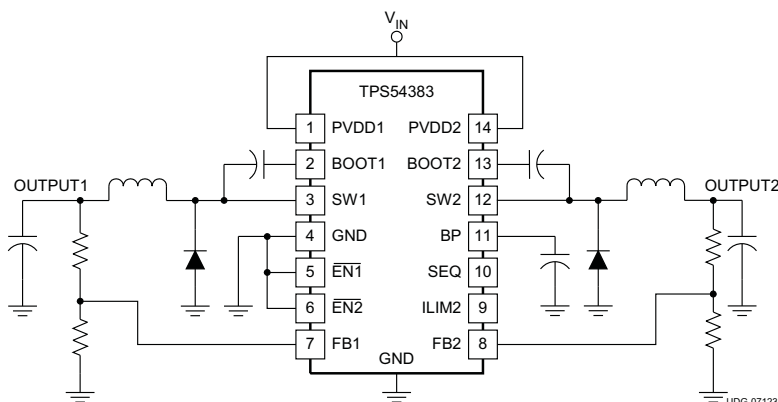 VIN
TPS54383
1 PVDD1 PVDD2 14
2 BOOT1 BOOT2 13
OUTPUT1 OUTPUT2
3 SW1 SW2 12
4 GND BP 11
5 EN1 SEQ 10
6 EN2 ILIM2 9
7 FB1 FB2 8
GND
UDG-07123